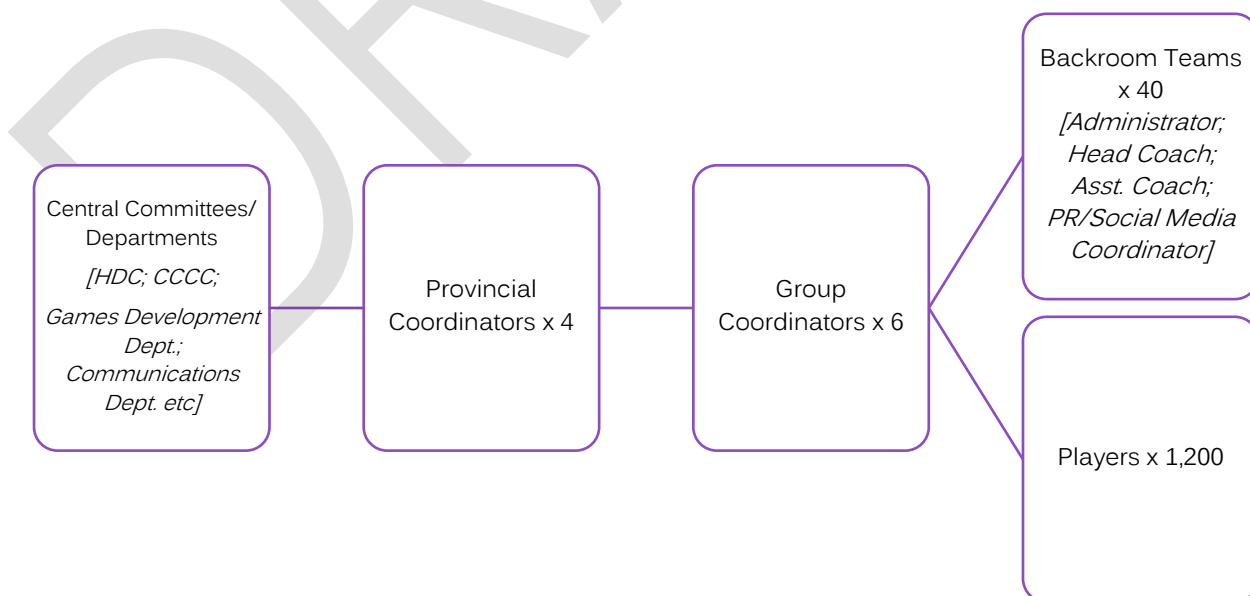 Central Committees/
Departments
[HDC; CCCC;
Games Development
Dept.;
Communications
Dept. etc]
Provincial
Coordinators x 4
Group
Coordinators x 6
Backroom Teams
x 40
[Administrator;
Head Coach;
Asst. Coach;
PR/Social Media
Coordinator]
Players x 1,200